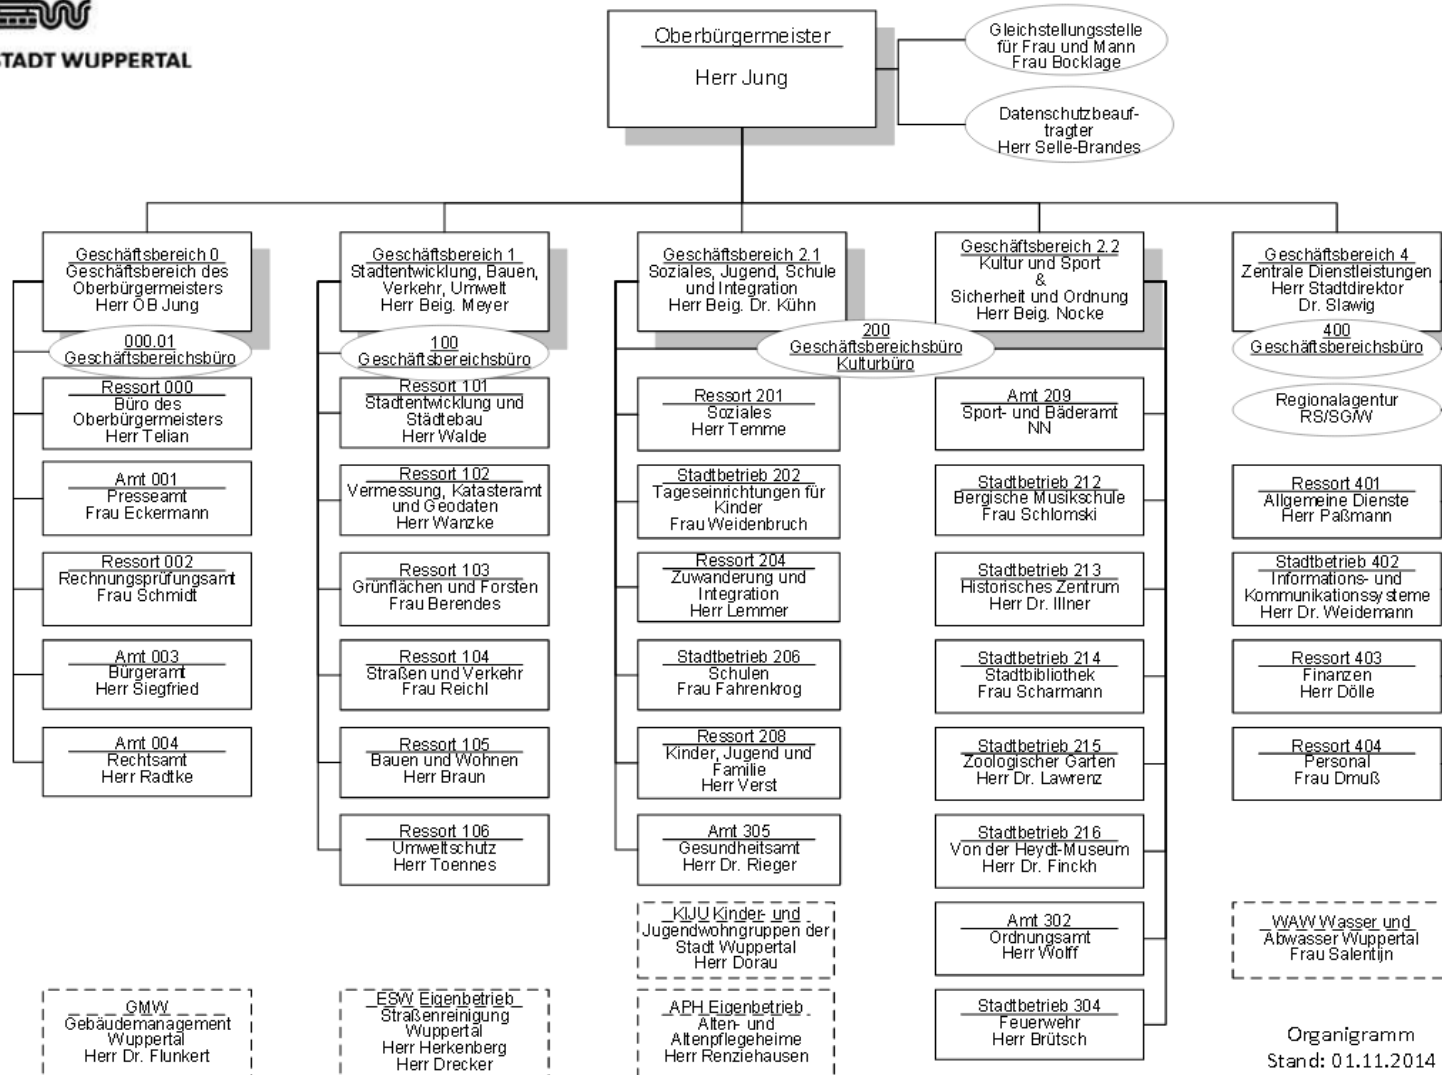 STADT WUPPERTAL
Oberbürgermeister
Herr Jung
Gleichstellungsstelle
für Frau und Mann
Frau Bocklage
Datenschutzbeauf-
tragter
Herr Selle-Brandes
Geschäftsbereich 0
Geschäftsbereich des
Oberbürgermeisters
Herr OB Jung
000.01
Geschäftsbereichsbüro
Ressort 000
Büro des
Oberbürgermeisters
Herr Telian
Amt 001
Presseamt
Frau Eckermann
Ressort 002
Rechnungsprüfungsamt
Frau Schmidt
Amt 003
Bürgeramt
Herr Siegfried
Amt 004
Rechtsamt
Herr Radtke
GMW
Gebäudemanagement
Wuppertal
Herr Dr. Flunkert
Geschäftsbereich 1
Stadtentwicklung, Bauen,
Verkehr, Umwelt
Herr Beig. Meyer
100
Geschäftsbereichsbüro
Ressort 101
Stadtentwicklung und
Städtebau
Herr Walde
Ressort 102
Vermessung, Katasteramt
und Geodaten
Herr Wanzke
Ressort 103
Grünflächen und Forsten
Frau Berendes
Ressort 104
Straßen und Verkehr
Frau Reichl
Ressort 105
Bauen und Wohnen
Herr Braun
Ressort 106
Umweltschutz
Herr Toennes
ESW Eigenbetrieb
Straßenreinigung
Wuppertal
Herr Herkenberg
Herr Drecker
Geschäftsbereich 2.1
Soziales, Jugend, Schule
und Integration
Herr Beig. Dr. Kühn
200
Geschäftsbereichsbüro
Kulturbüro
Ressort 201
Soziales
Herr Temme
Stadtbetrieb 202
Tageseinrichtungen für
Kinder
Frau Weidenbruch
Ressort 204
Zuwanderung und
Integration
Herr Lemmer
Stadtbetrieb 206
Schulen
Frau Fahrenkrog
Ressort 208
Kinder, Jugend und
Familie
Herr Verst
Amt 305
Gesundheitsamt
Herr Dr. Rieger
KIJU Kinder- und
Jugendwohngruppen der
Stadt Wuppertal
Herr Dorau
APH Eigenbetrieb
Alten- und
Altenpflegeheime
Herr Renziehausen
Geschäftsbereich 2.2
Kultur und Sport
&
Sicherheit und Ordnung
Herr Beig. Nocke
Amt 209
Sport- und Bäderamt
NN
Stadtbetrieb 212
Bergische Musikschule
Frau Schlomski
Stadtbetrieb 213
Historisches Zentrum
Herr Dr. Illner
Stadtbetrieb 214
Stadtbibliothek
Frau Scharmann
Stadtbetrieb 215
Zoologischer Garten
Herr Dr. Lawrenz
Stadtbetrieb 216
Von der Heydt-Museum
Herr Dr. Finckh
Amt 302
Ordnungsamt
Herr Wolff
Stadtbetrieb 304
Feuerwehr
Herr Brütsch
Geschäftsbereich 4
Zentrale Dienstleistungen
Herr Stadtdirektor
Dr. Slawig
400
Geschäftsbereichsbüro
Regionalagentur
RS/SG/W
Ressort 401
Allgemeine Dienste
Herr Paßmann
Stadtbetrieb 402
Informations- und
Kommunikationssysteme
Herr Dr. Weidemann
Ressort 403
Finanzen
Herr Dölle
Ressort 404
Personal
Frau Dmuß
WAW Wasser und
Abwasser Wuppertal
Frau Salentijn
Organigramm
Stand: 01.11.2014